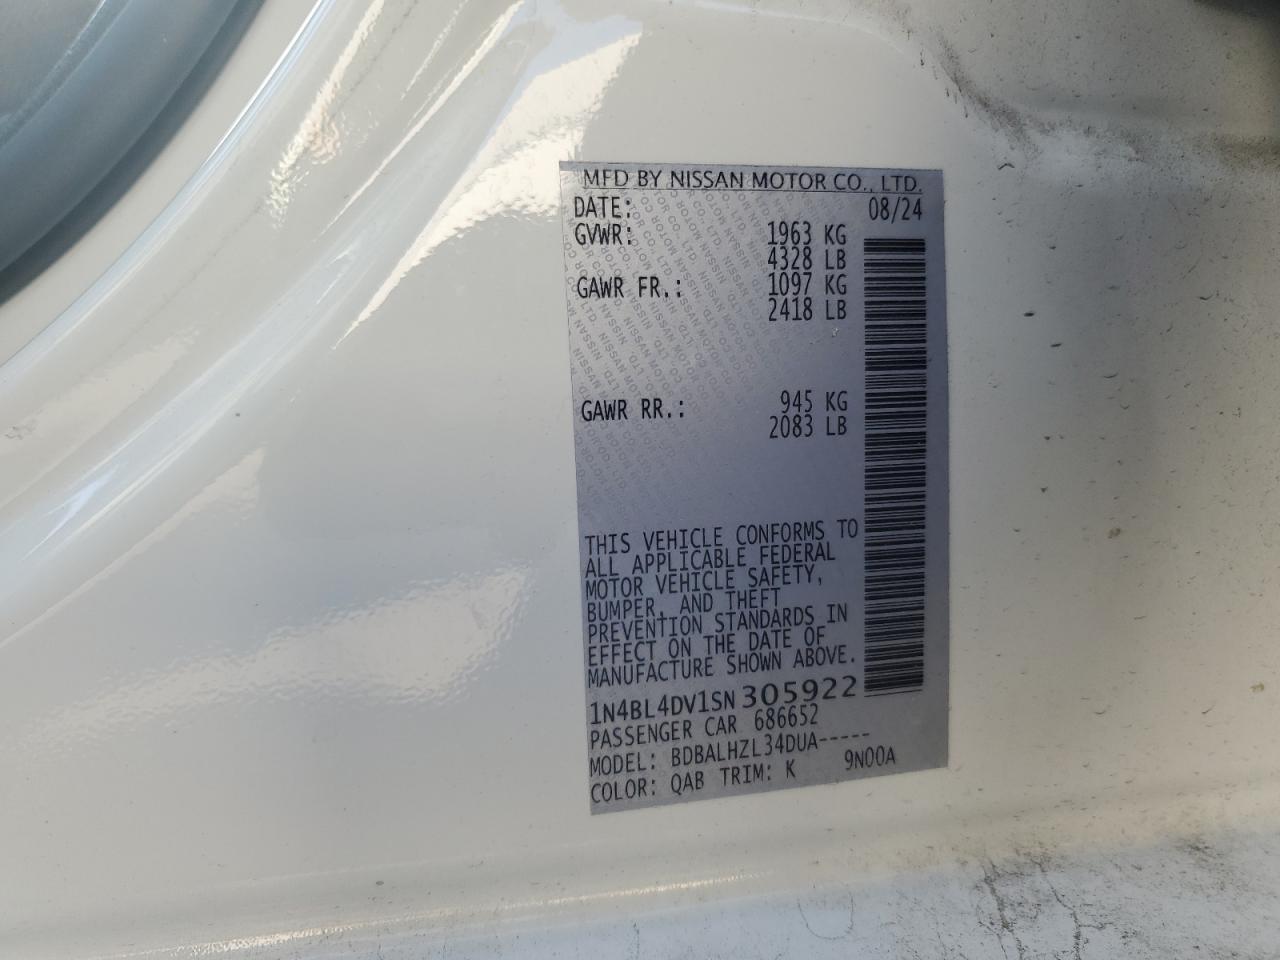 MFD BY NISSAN MOTOR CO., LTD.
DATE: 08/24
GVWR: 1963 KG
4328 LB
GAWR FR.: 1097 KG
2418 LB
GAWR RR.: 945 KG
2083 LB
THIS VEHICLE CONFORMS TO
ALL APPLICABLE FEDERAL
MOTOR VEHICLE SAFETY,
BUMPER, AND THEFT
PREVENTION STANDARDS IN
EFFECT ON THE DATE OF
MANUFACTURE SHOWN ABOVE.
1N4BL4DV1SN305922
PASSENGER CAR 686652
MODEL: BDBALHZL34DUA-----
COLOR: QAB TRIM: K 9N00A